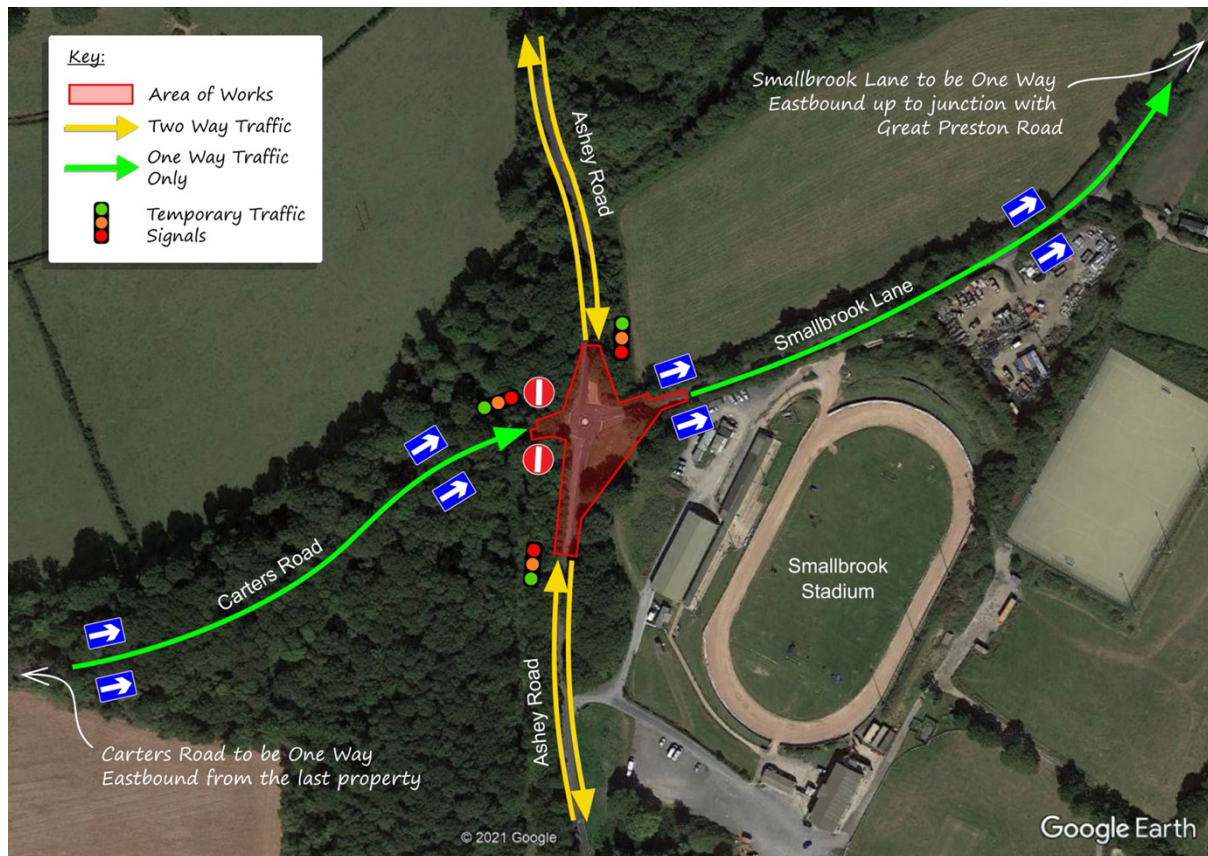 Key:
Area of Works
Two Way Traffic
One Way Traffic
Only
Temporary Traffic
Signals
Smallbrook Lane to be One Way
Eastbound up to junction with
Great Preston Road
Ashey Road
Smallbrook Lane
Carters Road
Smallbrook
Stadium
Ashey Road
Carters Road to be One Way
Eastbound from the last property
© 2021 Google
Google Earth